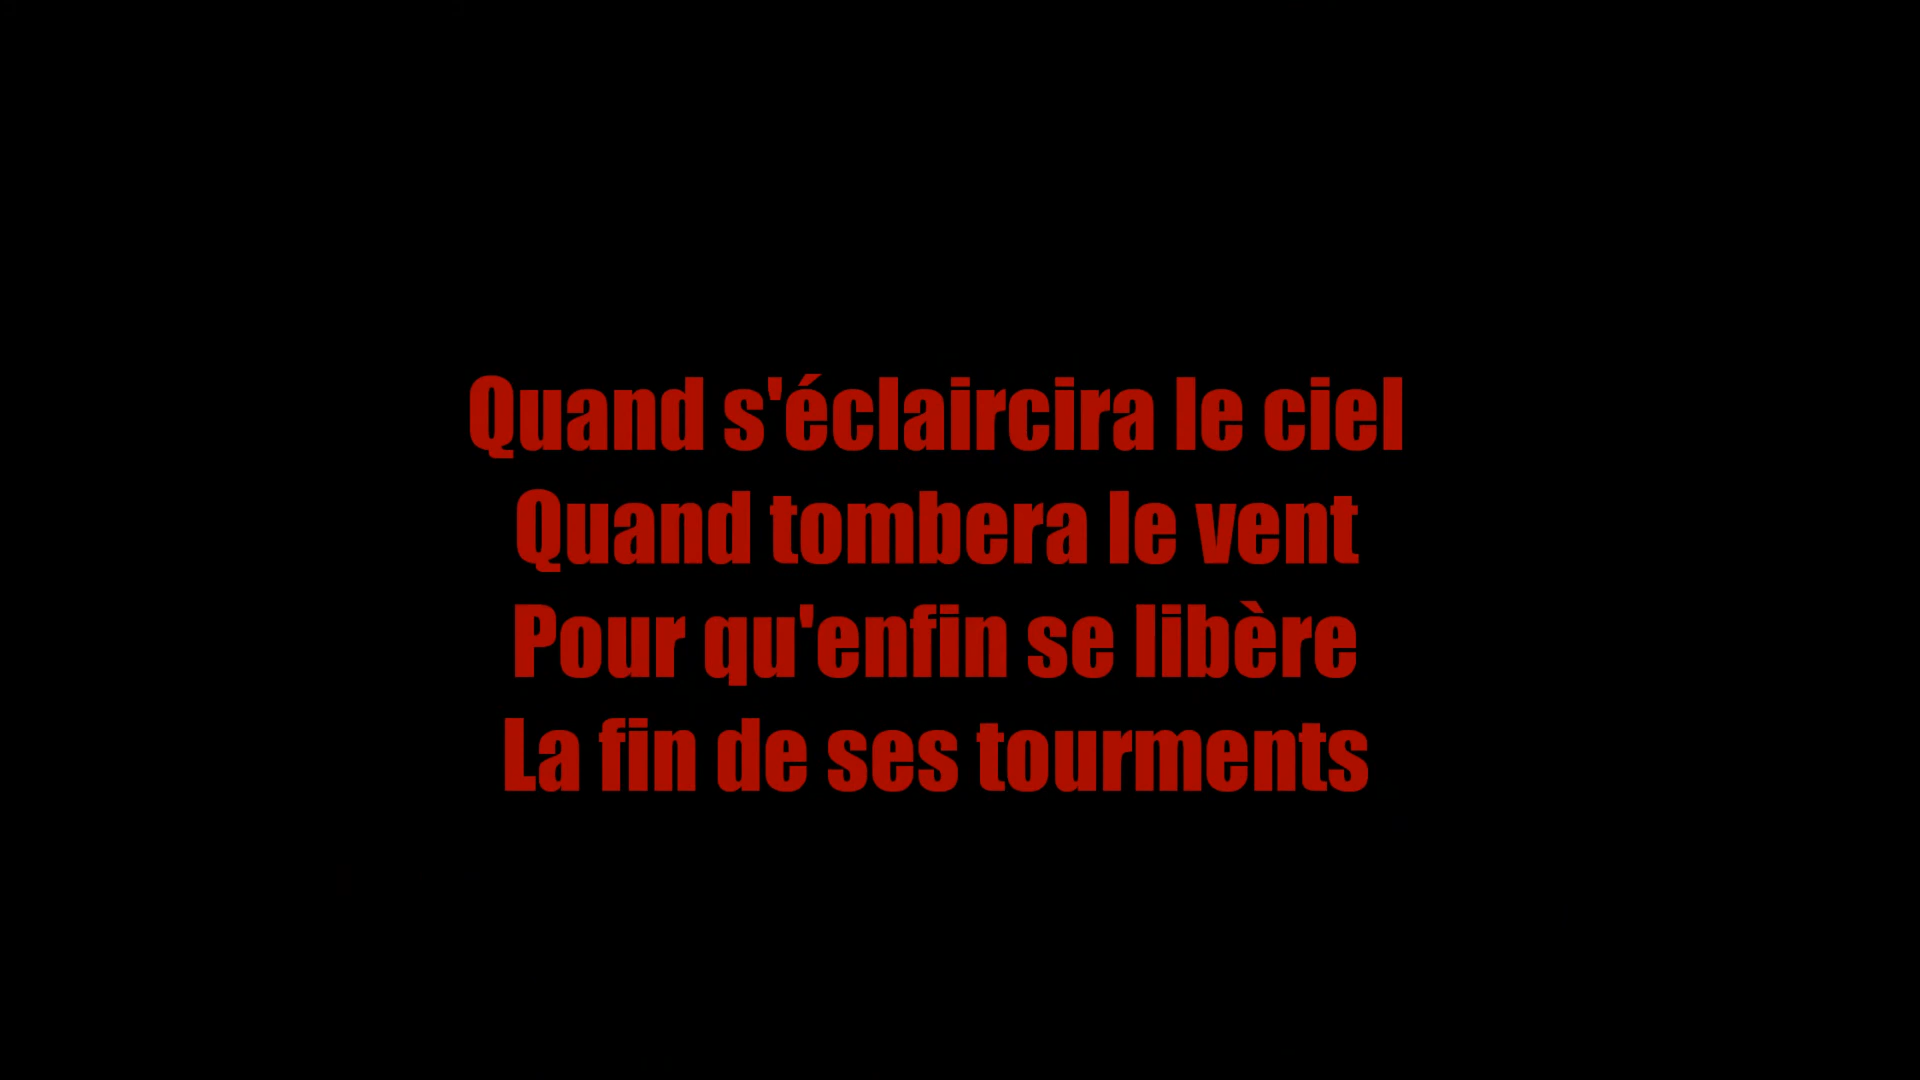 Quand s'éclaircira le ciel
Quand tombera le vent
Pour qu'enfin se libère
La fin de ses tourments